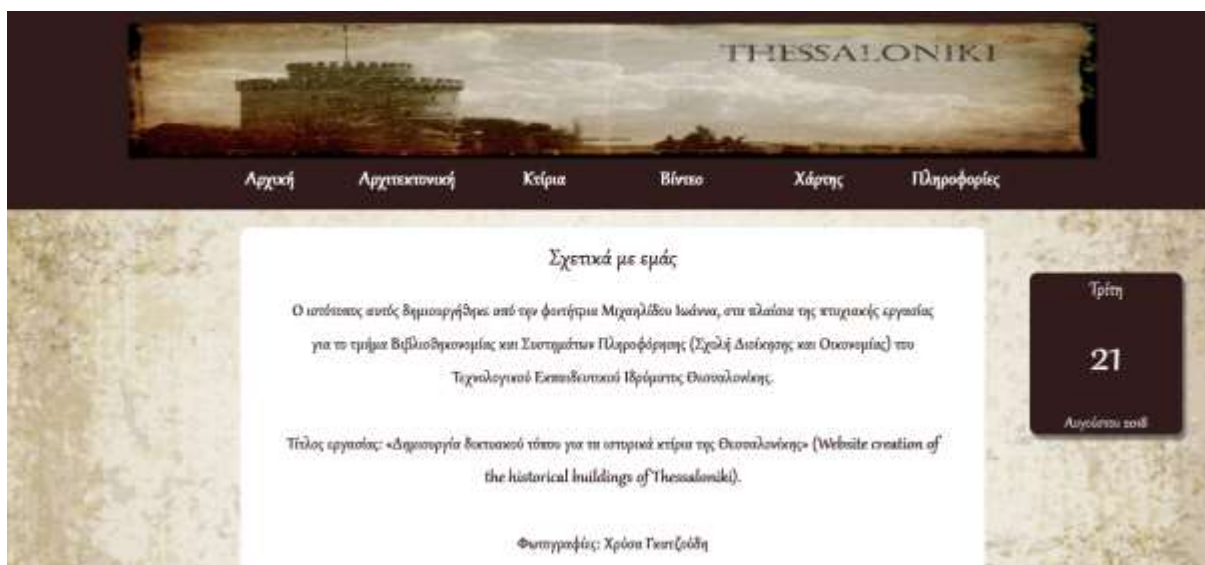 THESSALONIKI
Αρχική Αρχιτεκτονική Κτίρια Βίντεο Χάρτης Πληροφορίες
Σχετικά με εμάς
Ο ιστότοπος αυτός δημιουργήθηκε από την φοιτήτρια Μιχαηλίδου Ιωάννα, στα πλαίσια της πτυχιακής εργασίας
για το τμήμα Βιβλιοθηκονομίας και Συστημάτων Πληροφόρησης (Σχολή Διοίκησης και Οικονομίας) του
Τεχνολογικού Εκπαιδευτικού Ιδρύματος Θεσσαλονίκης.
Τίτλος εργασίας: «Δημιουργία δικτυακού τόπου για τα ιστορικά κτίρια της Θεσσαλονίκης» (Website creation of
the historical buildings of Thessaloniki).
Φωτογραφίες: Χρύσα Γκατζούδη
Τρίτη
21
Αυγούστου 2018